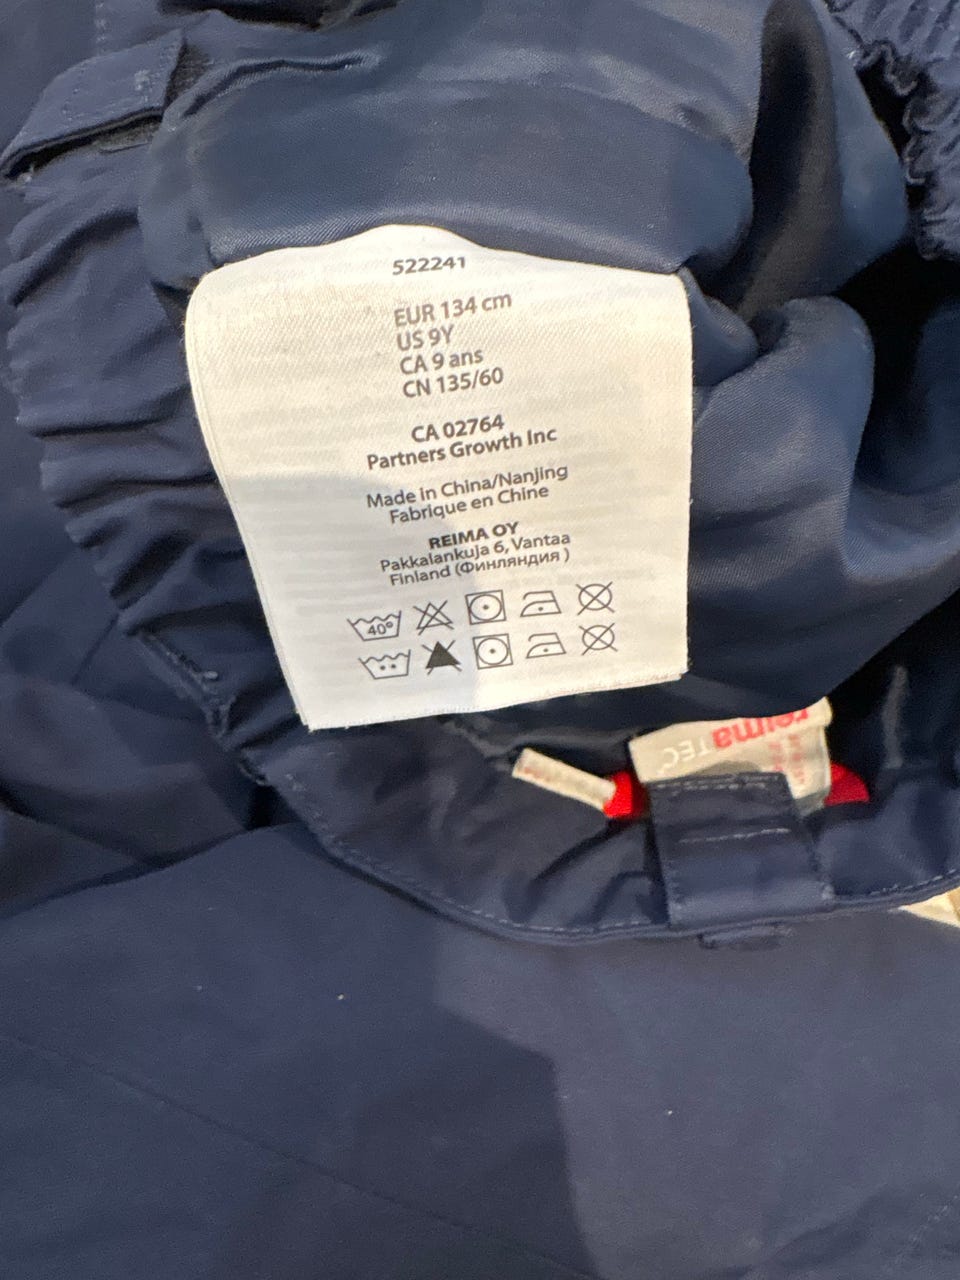 522241
EUR 134 cm
US 9Y
CA 9 ans
CN 135/60
CA 02764
Partners Growth Inc
Made in China/Nanjing
Fabrique en Chine
REIMA OY
Pakkalankuja 6, Vantaa
Finland (Финляндия )
40°
reima
TEC